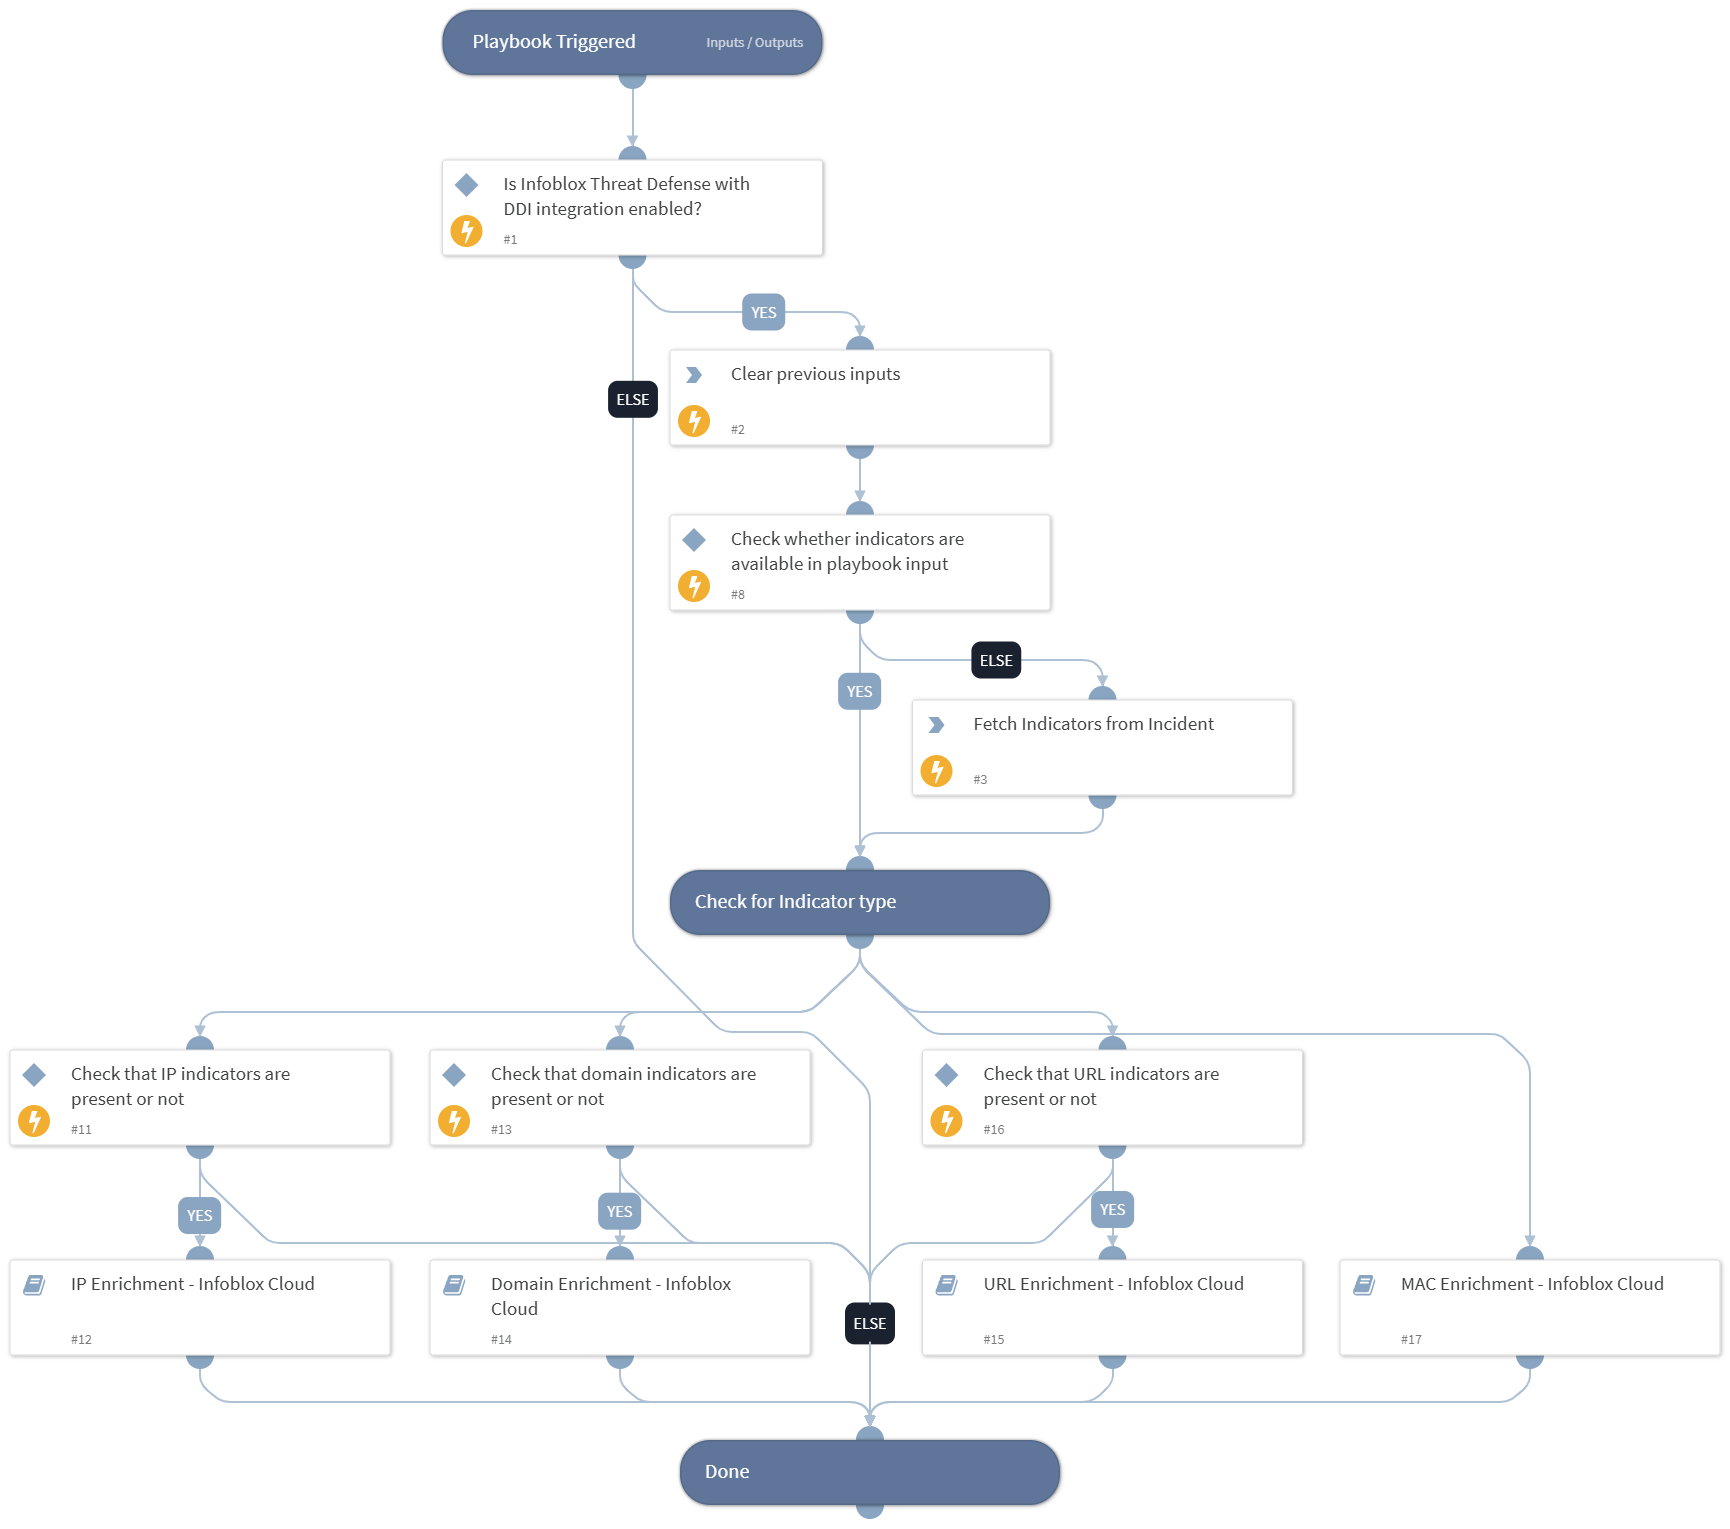 Playbook Triggered
Inputs / Outputs
Is Infoblox Threat Defense with
DDI integration enabled?
#1
YES
ELSE
Clear previous inputs
#2
Check whether indicators are
available in playbook input
#8
ELSE
YES
Fetch Indicators from Incident
#3
Check for Indicator type
Check that IP indicators are
present or not
#11
Check that domain indicators are
present or not
#13
Check that URL indicators are
present or not
#16
YES
YES
YES
IP Enrichment - Infoblox Cloud
#12
Domain Enrichment - Infoblox
Cloud
#14
ELSE
URL Enrichment - Infoblox Cloud
#15
MAC Enrichment - Infoblox Cloud
#17
Done